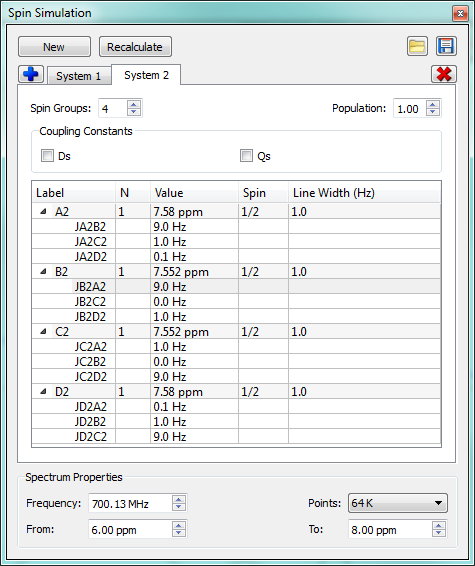 Spin Simulation
New Recalculate
System 1 System 2
Spin Groups: 4 Population: 1.00
Coupling Constants
Ds Qs
Label N Value Spin Line Width (Hz)
A2 1 7.58 ppm 1/2 1.0
JA2B2 9.0 Hz
JA2C2 1.0 Hz
JA2D2 0.1 Hz
B2 1 7.552 ppm 1/2 1.0
JB2A2 9.0 Hz
JB2C2 0.0 Hz
JB2D2 1.0 Hz
C2 1 7.552 ppm 1/2 1.0
JC2A2 1.0 Hz
JC2B2 0.0 Hz
JC2D2 9.0 Hz
D2 1 7.58 ppm 1/2 1.0
JD2A2 0.1 Hz
JD2B2 1.0 Hz
JD2C2 9.0 Hz
Spectrum Properties
Frequency: 700.13 MHz Points: 64 K
From: 6.00 ppm To: 8.00 ppm